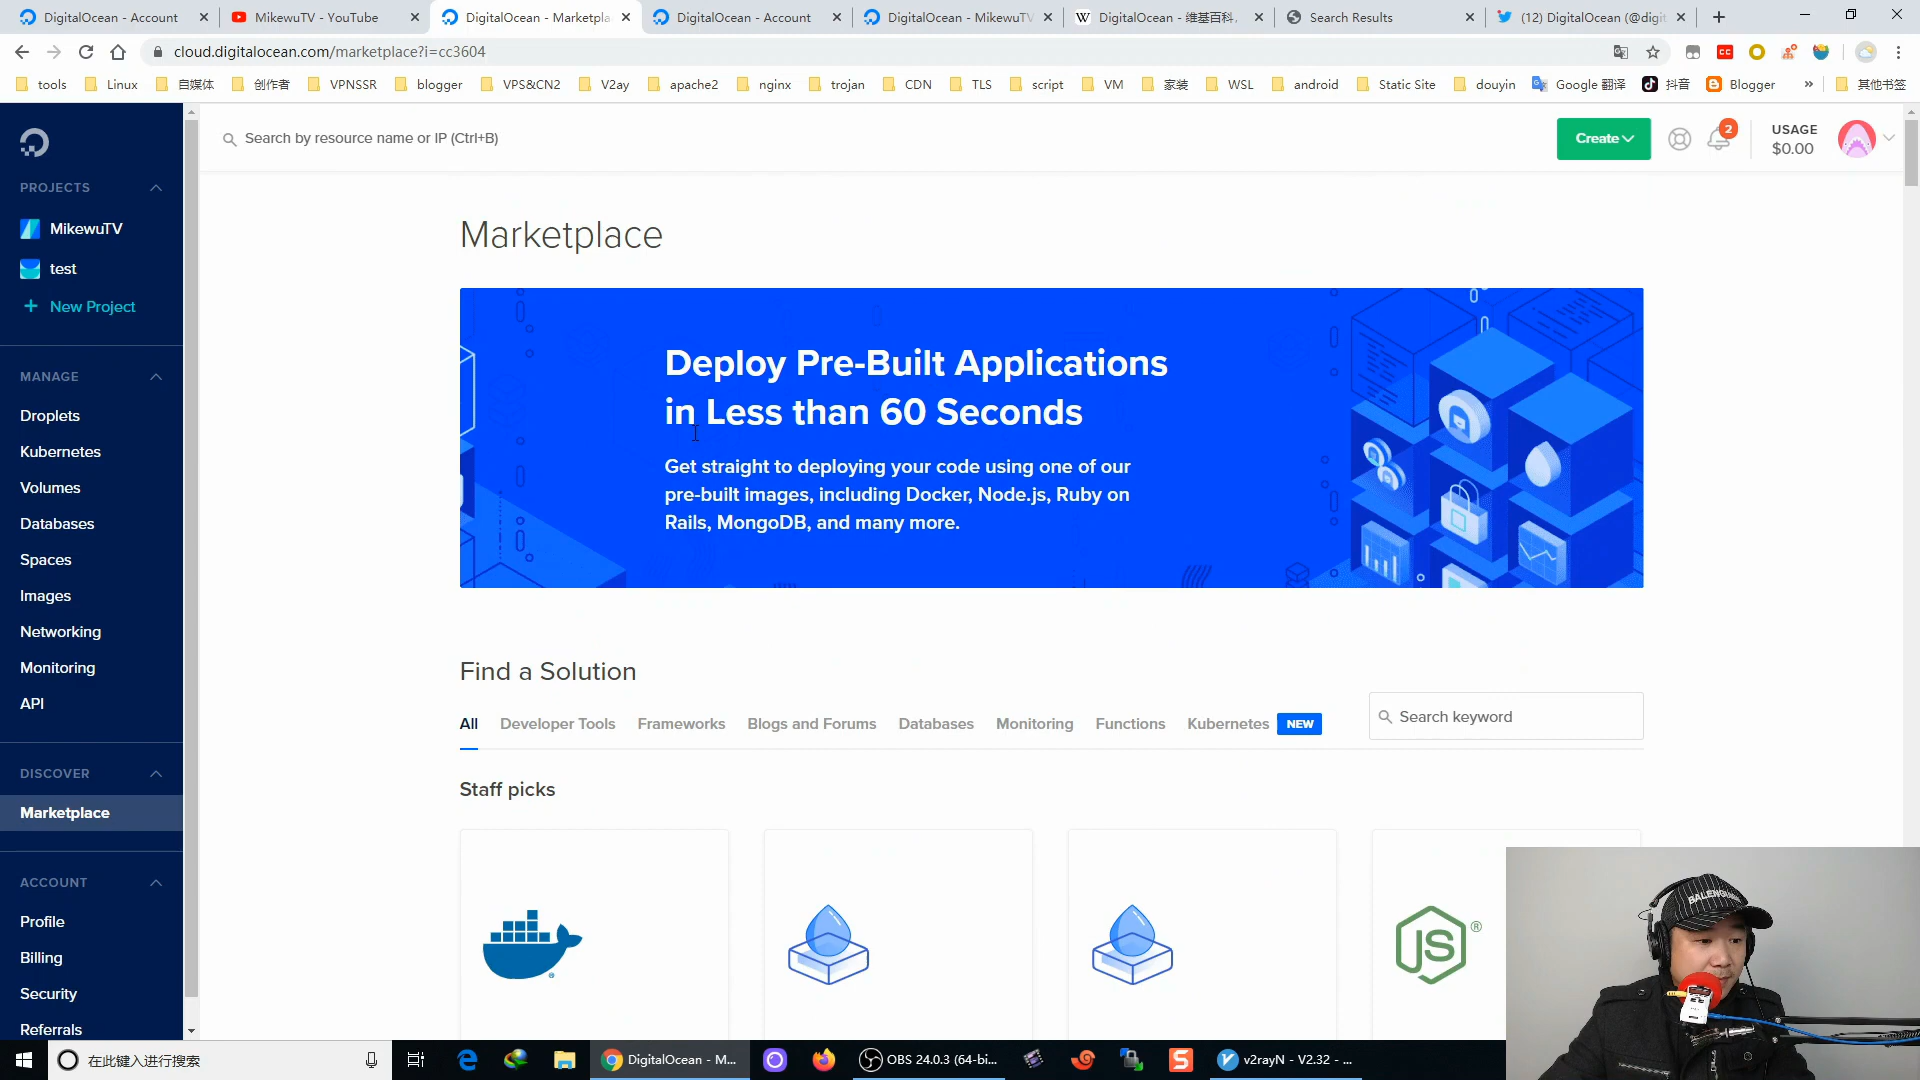 DigitalOcean - Account
MikewuTV - YouTube
DigitalOcean - Marketpla
DigitalOcean - Account
DigitalOcean - MikewuTV
DigitalOcean - 维基百科,
Search Results
(12) DigitalOcean (@digit
cloud.digitalocean.com/marketplace?i=cc3604
tools
Linux
自媒体
创作者
VPNSSR
blogger
VPS&CN2
V2ay
apache2
nginx
trojan
CDN
TLS
script
VM
家装
WSL
android
Static Site
douyin
Google 翻译
抖音
Blogger
»
其他书签
Search by resource name or IP (Ctrl+B)
Create
2
USAGE
$0.00
PROJECTS
MikewuTV
test
+ New Project
MANAGE
Droplets
Kubernetes
Volumes
Databases
Spaces
Images
Networking
Monitoring
API
DISCOVER
Marketplace
ACCOUNT
Profile
Billing
Security
Referrals
Marketplace
Deploy Pre-Built Applications
in Less than 60 Seconds
Get straight to deploying your code using one of our
pre-built images, including Docker, Node.js, Ruby on
Rails, MongoDB, and many more.
Find a Solution
All
Developer Tools
Frameworks
Blogs and Forums
Databases
Monitoring
Functions
Kubernetes
NEW
Search keyword
Staff picks
JS
®
在此键入进行搜索
DigitalOcean - M...
OBS 24.0.3 (64-bi...
v2rayN - V2.32 - ...